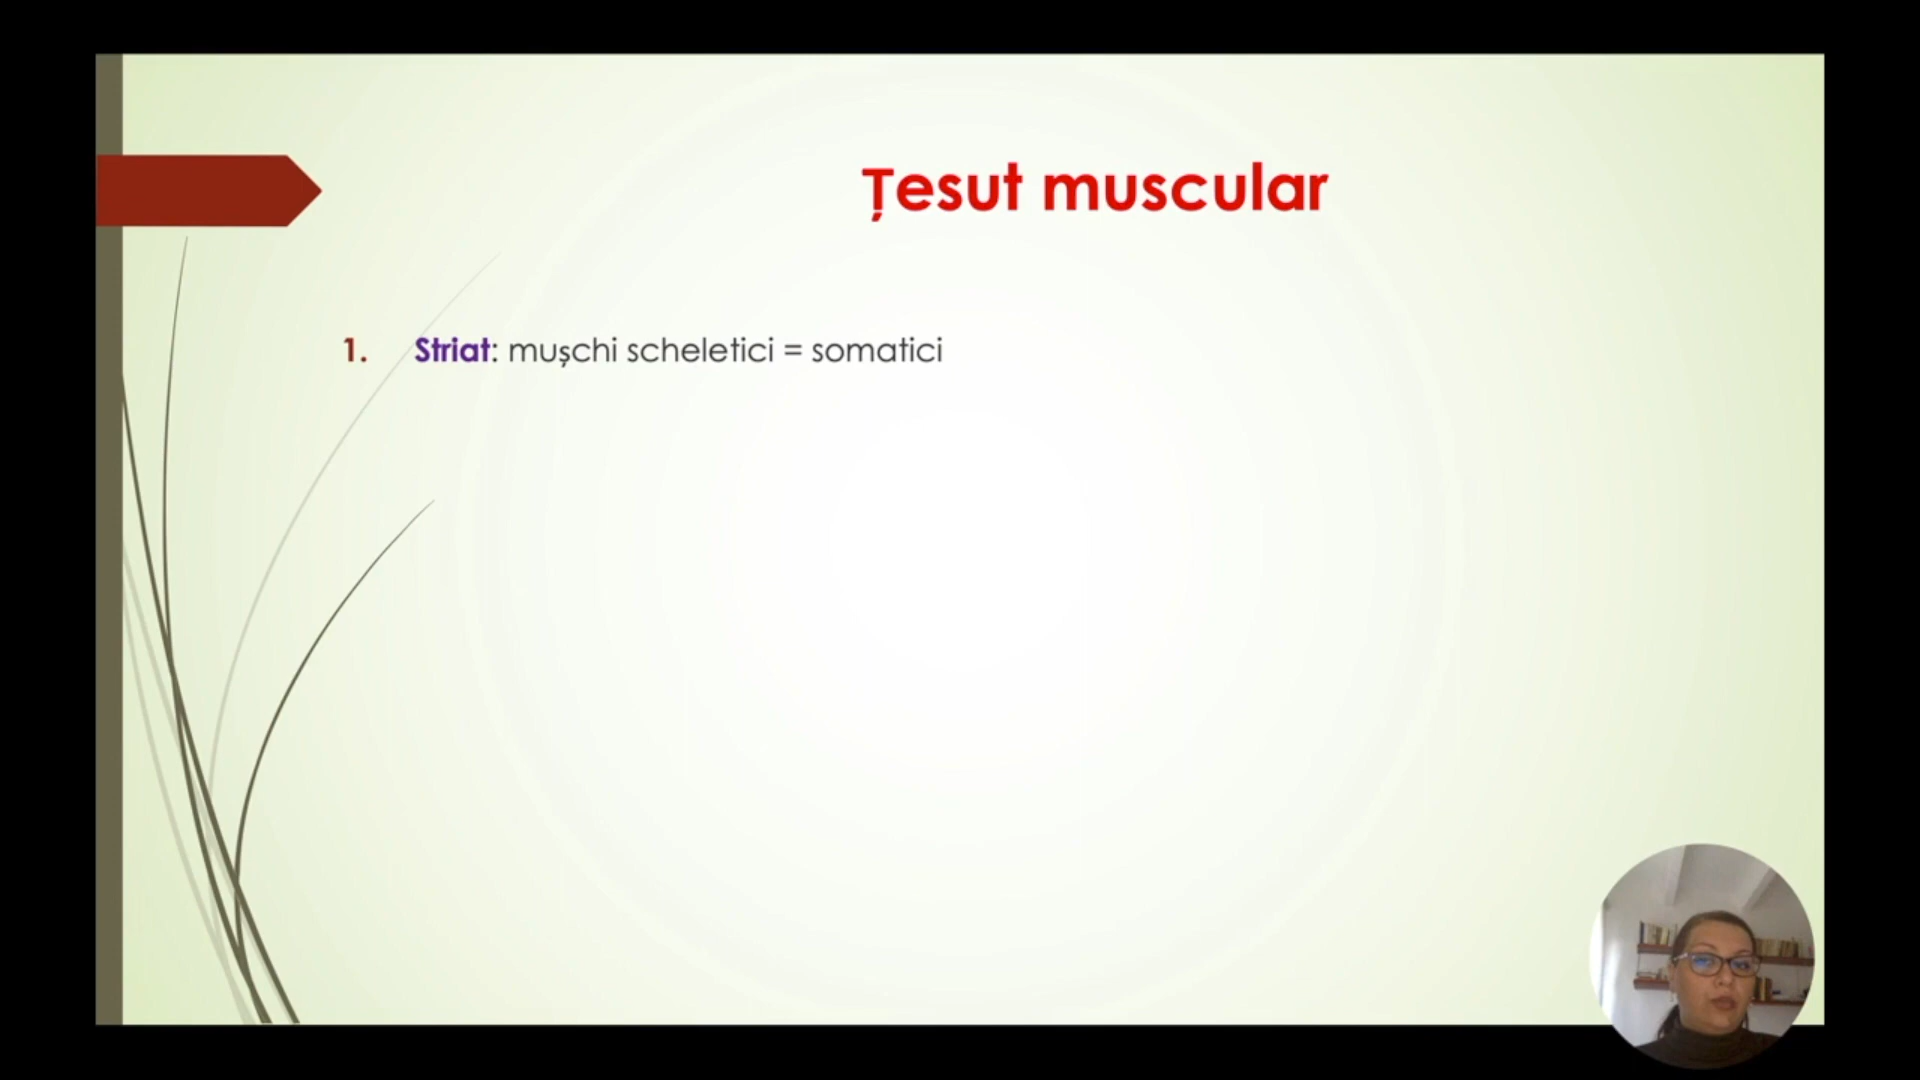 Țesut muscular
1. Striat: mușchi scheletici = somatici